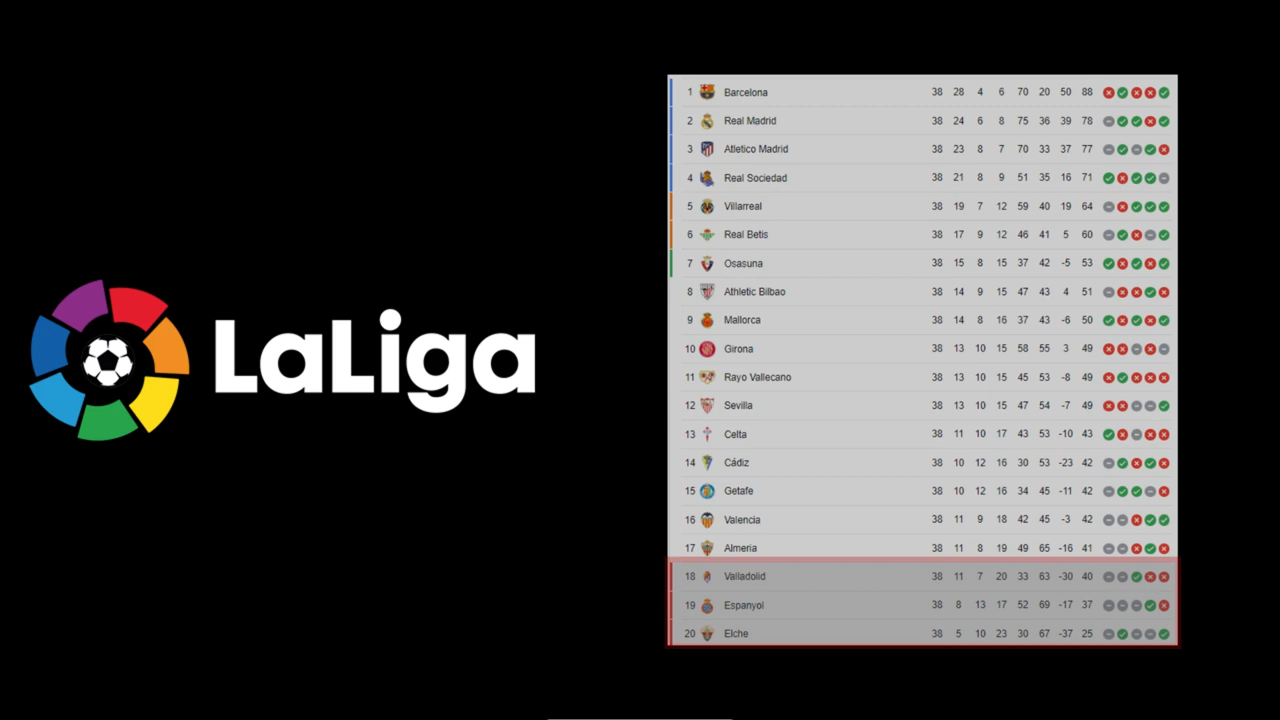 LaLiga
1 Barcelona 38 28 4 6 70 20 50 88
2 Real Madrid 38 24 6 8 75 36 39 78
3 Atletico Madrid 38 23 8 7 70 33 37 77
4 Real Sociedad 38 21 8 9 51 35 16 71
5 Villarreal 38 19 7 12 59 40 19 64
6 Real Betis 38 17 9 12 46 41 5 60
7 Osasuna 38 15 8 15 37 42 -5 53
8 Athletic Bilbao 38 14 9 15 47 43 4 51
9 Mallorca 38 14 8 16 37 43 -6 50
10 Girona 38 13 10 15 58 55 3 49
11 Rayo Vallecano 38 13 10 15 45 53 -8 49
12 Sevilla 38 13 10 15 47 54 -7 49
13 Celta 38 11 10 17 43 53 -10 43
14 Cádiz 38 10 12 16 30 53 -23 42
15 Getafe 38 10 12 16 34 45 -11 42
16 Valencia 38 11 9 18 42 45 -3 42
17 Almeria 38 11 8 19 49 65 -16 41
18 Valladolid 38 11 7 20 33 63 -30 40
19 Espanyol 38 8 13 17 52 69 -17 37
20 Elche 38 5 10 23 30 67 -37 25